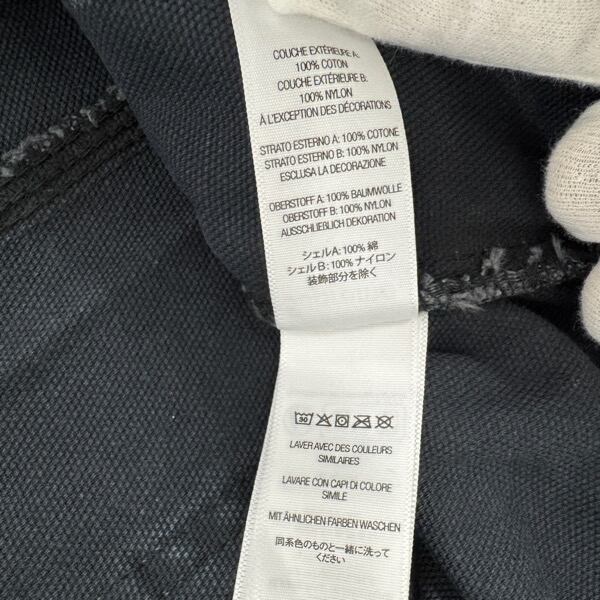 COUCHE EXTÉRIEURE A:
100% COTON
COUCHE EXTÉRIEURE B:
100% NYLON
À L'EXCEPTION DES DÉCORATIONS
STRATO ESTERNO A: 100% COTONE
STRATO ESTERNO B: 100% NYLON
ESCLUSA LA DECORAZIONE
OBERSTOFF A: 100% BAUMWOLLE
OBERSTOFF B: 100% NYLON
AUSSCHLIEBLICH DEKORATION
シェルA: 100% 綿
シェルB: 100% ナイロン
装飾部分を除く
30
LAVER AVEC DES COULEURS
SIMILAIRES
LAVARE CON CAPI DI COLORE
SIMILE
MIT ÄHNLICHEN FARBEN WASCHEN
同系色のものと一緒に洗って
ください